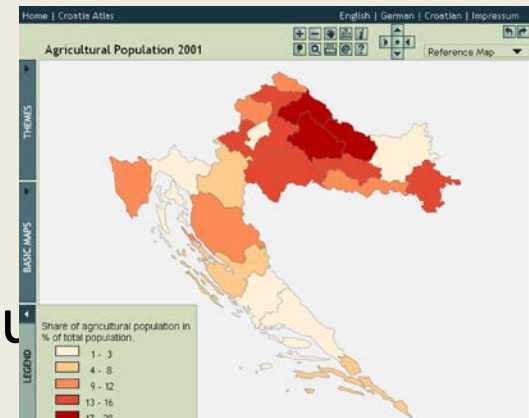 Home | Croatia Atlas
English | German | Croatian | Impressum
Agricultural Population 2001
Reference Map
THEMES
BASIC MAPS
LEGEND
Share of agricultural population in
% of total population.
1 - 3
4 - 8
9 - 12
13 - 16